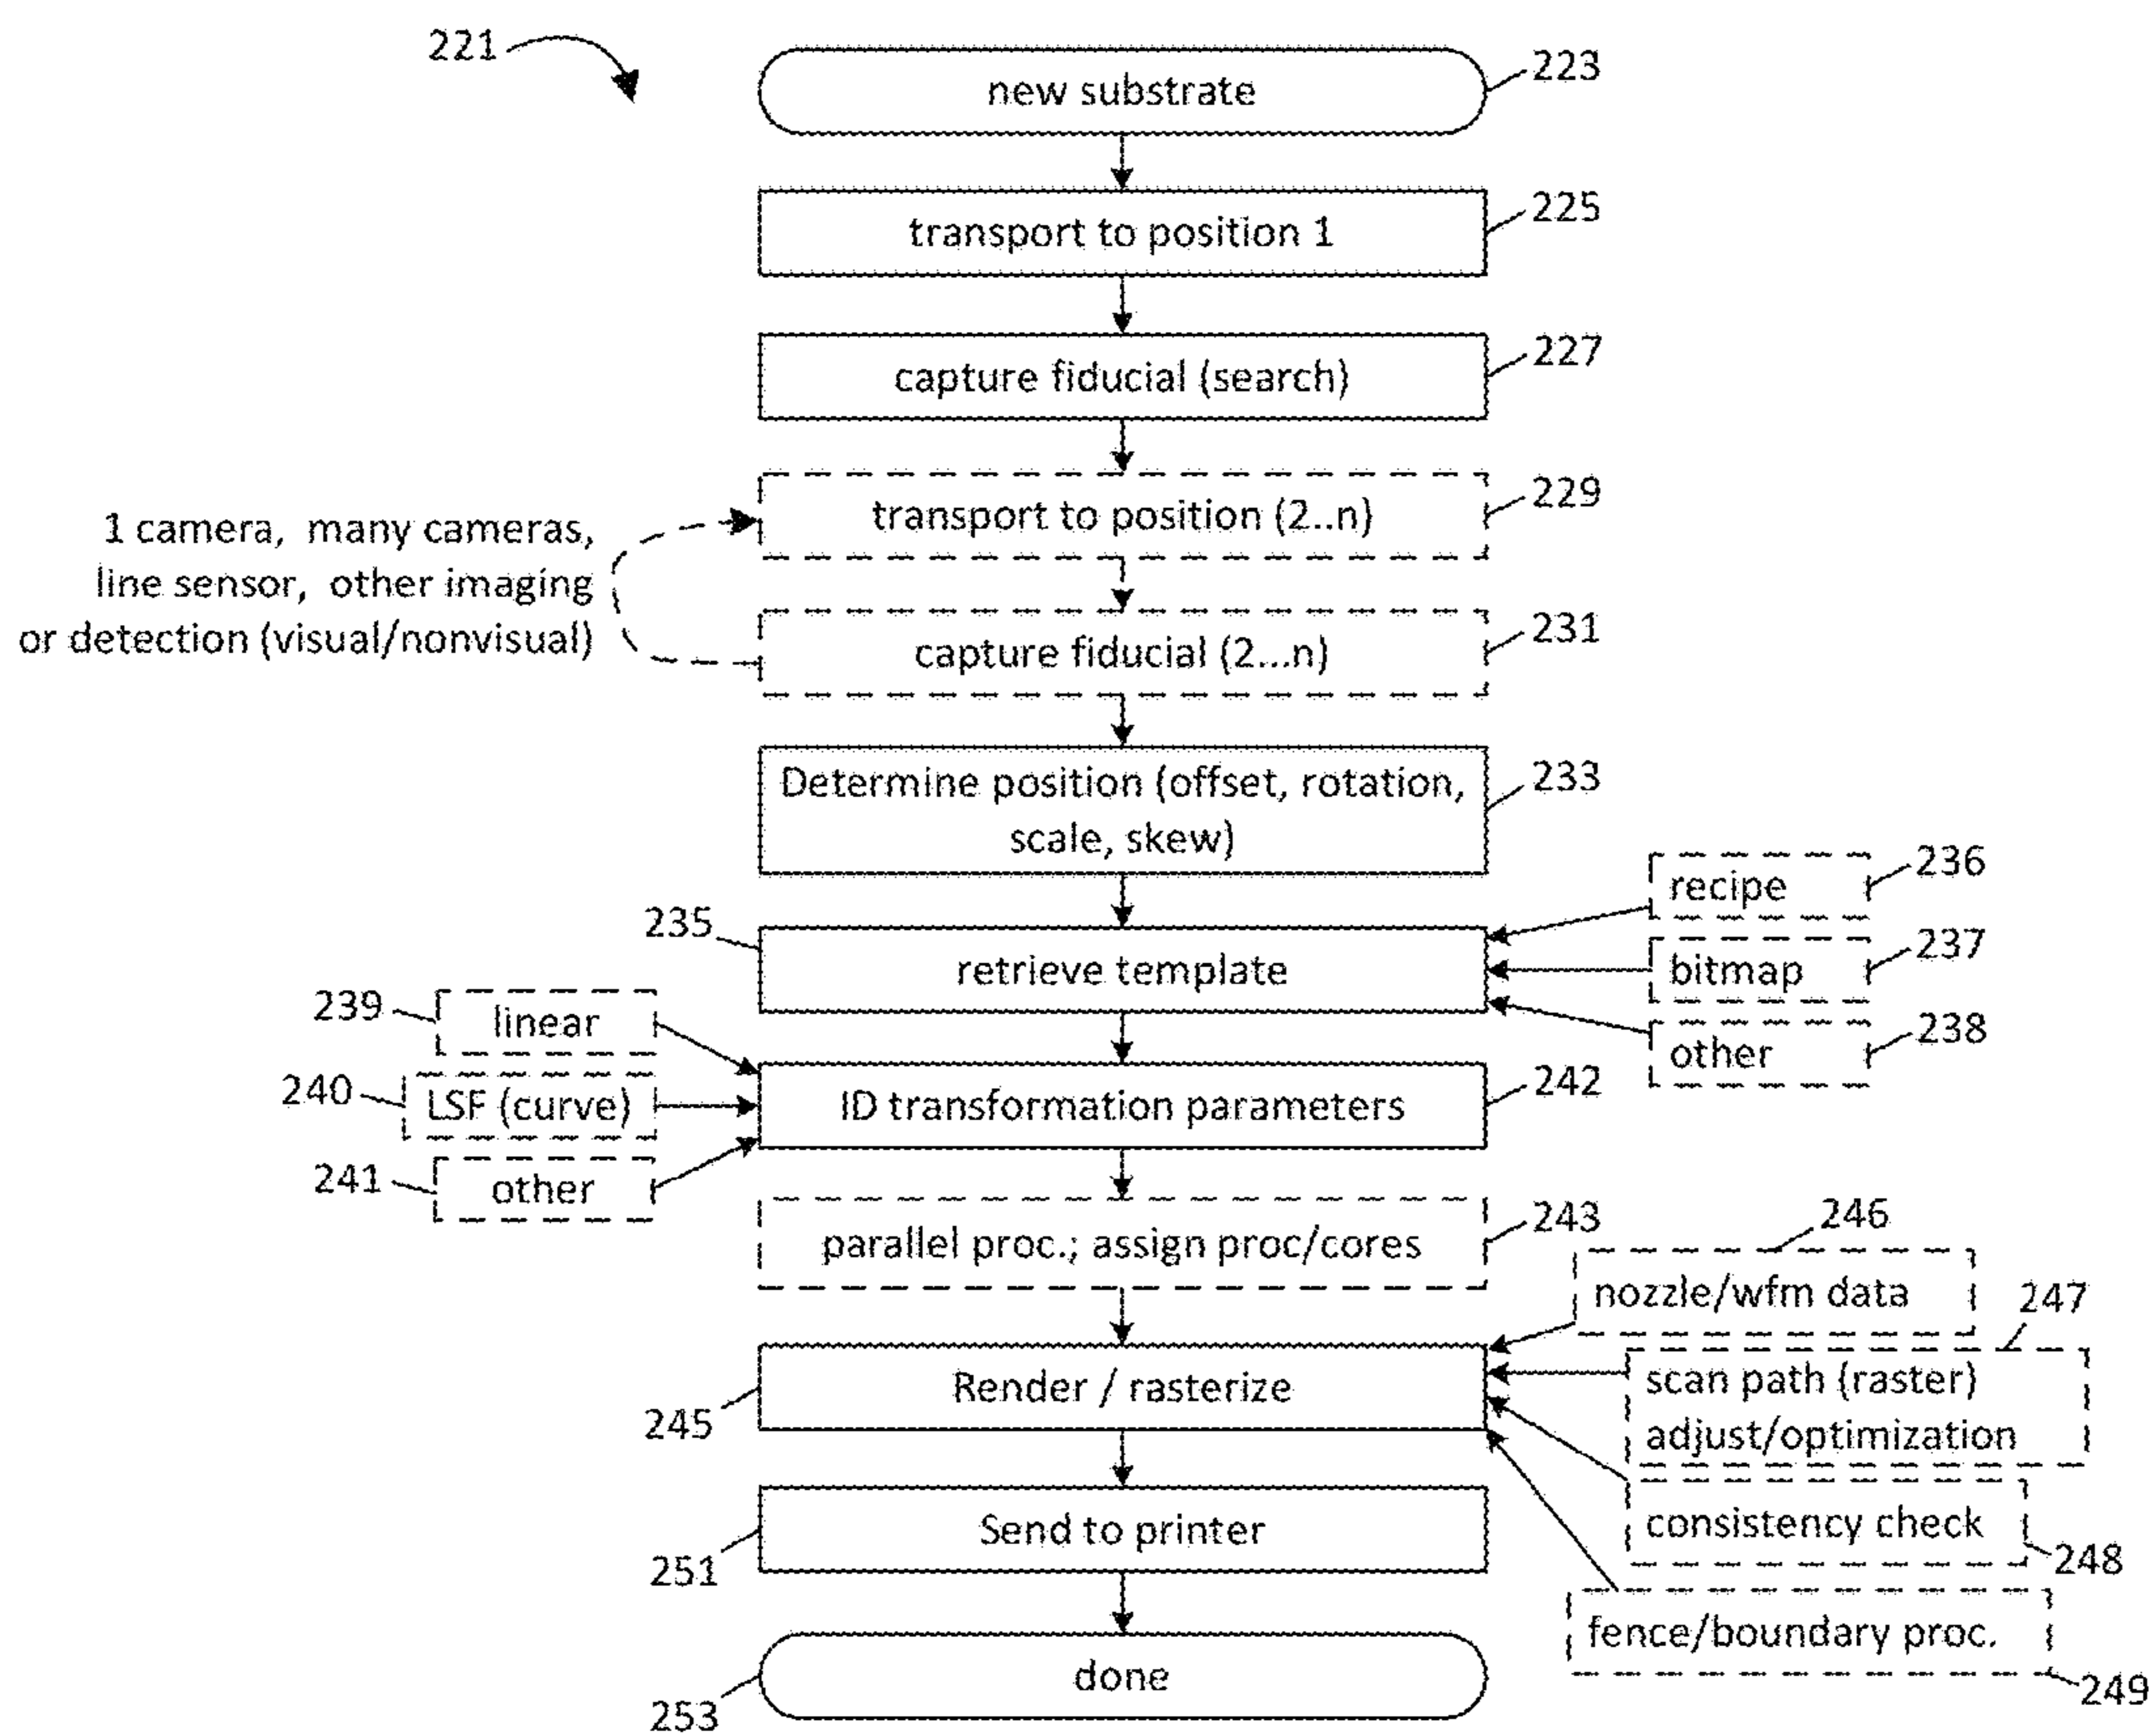 221
new substrate
223
transport to position 1
225
capture fiducial (search)
227
transport to position (2..n)
229
1 camera, many cameras,
line sensor, other imaging
or detection (visual/nonvisual)
capture fiducial (2...n)
231
Determine position (offset, rotation,
scale, skew)
233
235
retrieve template
recipe
236
bitmap
237
other
238
239
linear
240
LSF (curve)
241
other
ID transformation parameters
242
parallel proc.; assign proc/cores
243
245
Render / rasterize
246
nozzle/wfm data
247
scan path (raster)
adjust/optimization
consistency check
248
fence/boundary proc.
249
251
Send to printer
253
done